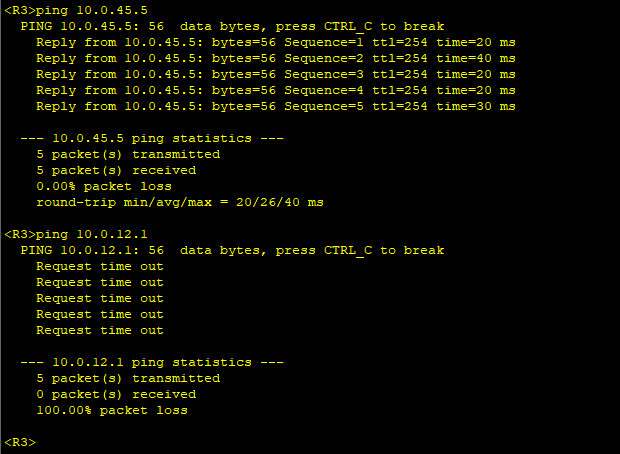 <R3>ping 10.0.45.5
  PING 10.0.45.5: 56  data bytes, press CTRL_C to break
    Reply from 10.0.45.5: bytes=56 Sequence=1 ttl=254 time=20 ms
    Reply from 10.0.45.5: bytes=56 Sequence=2 ttl=254 time=40 ms
    Reply from 10.0.45.5: bytes=56 Sequence=3 ttl=254 time=20 ms
    Reply from 10.0.45.5: bytes=56 Sequence=4 ttl=254 time=20 ms
    Reply from 10.0.45.5: bytes=56 Sequence=5 ttl=254 time=30 ms
  --- 10.0.45.5 ping statistics ---
    5 packet(s) transmitted
    5 packet(s) received
    0.00% packet loss
    round-trip min/avg/max = 20/26/40 ms
<R3>ping 10.0.12.1
  PING 10.0.12.1: 56  data bytes, press CTRL_C to break
    Request time out
    Request time out
    Request time out
    Request time out
    Request time out
  --- 10.0.12.1 ping statistics ---
    5 packet(s) transmitted
    0 packet(s) received
    100.00% packet loss
<R3>